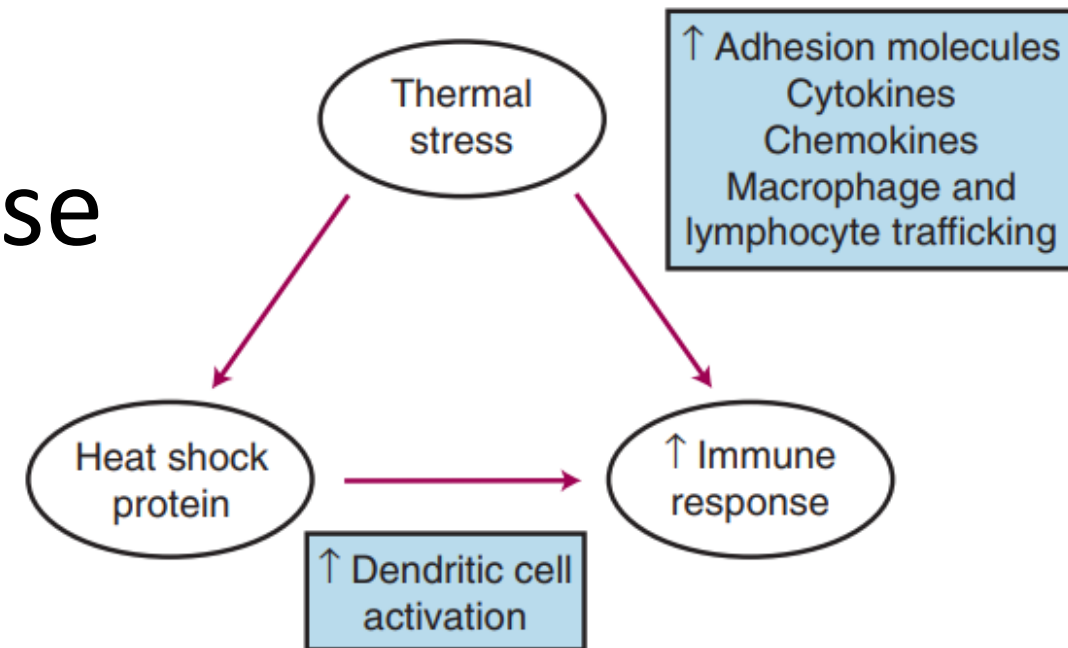 Thermal
stress
↑ Adhesion molecules
Cytokines
Chemokines
Macrophage and
lymphocyte trafficking
se
Heat shock
protein
↑ Immune
response
↑ Dendritic cell
activation